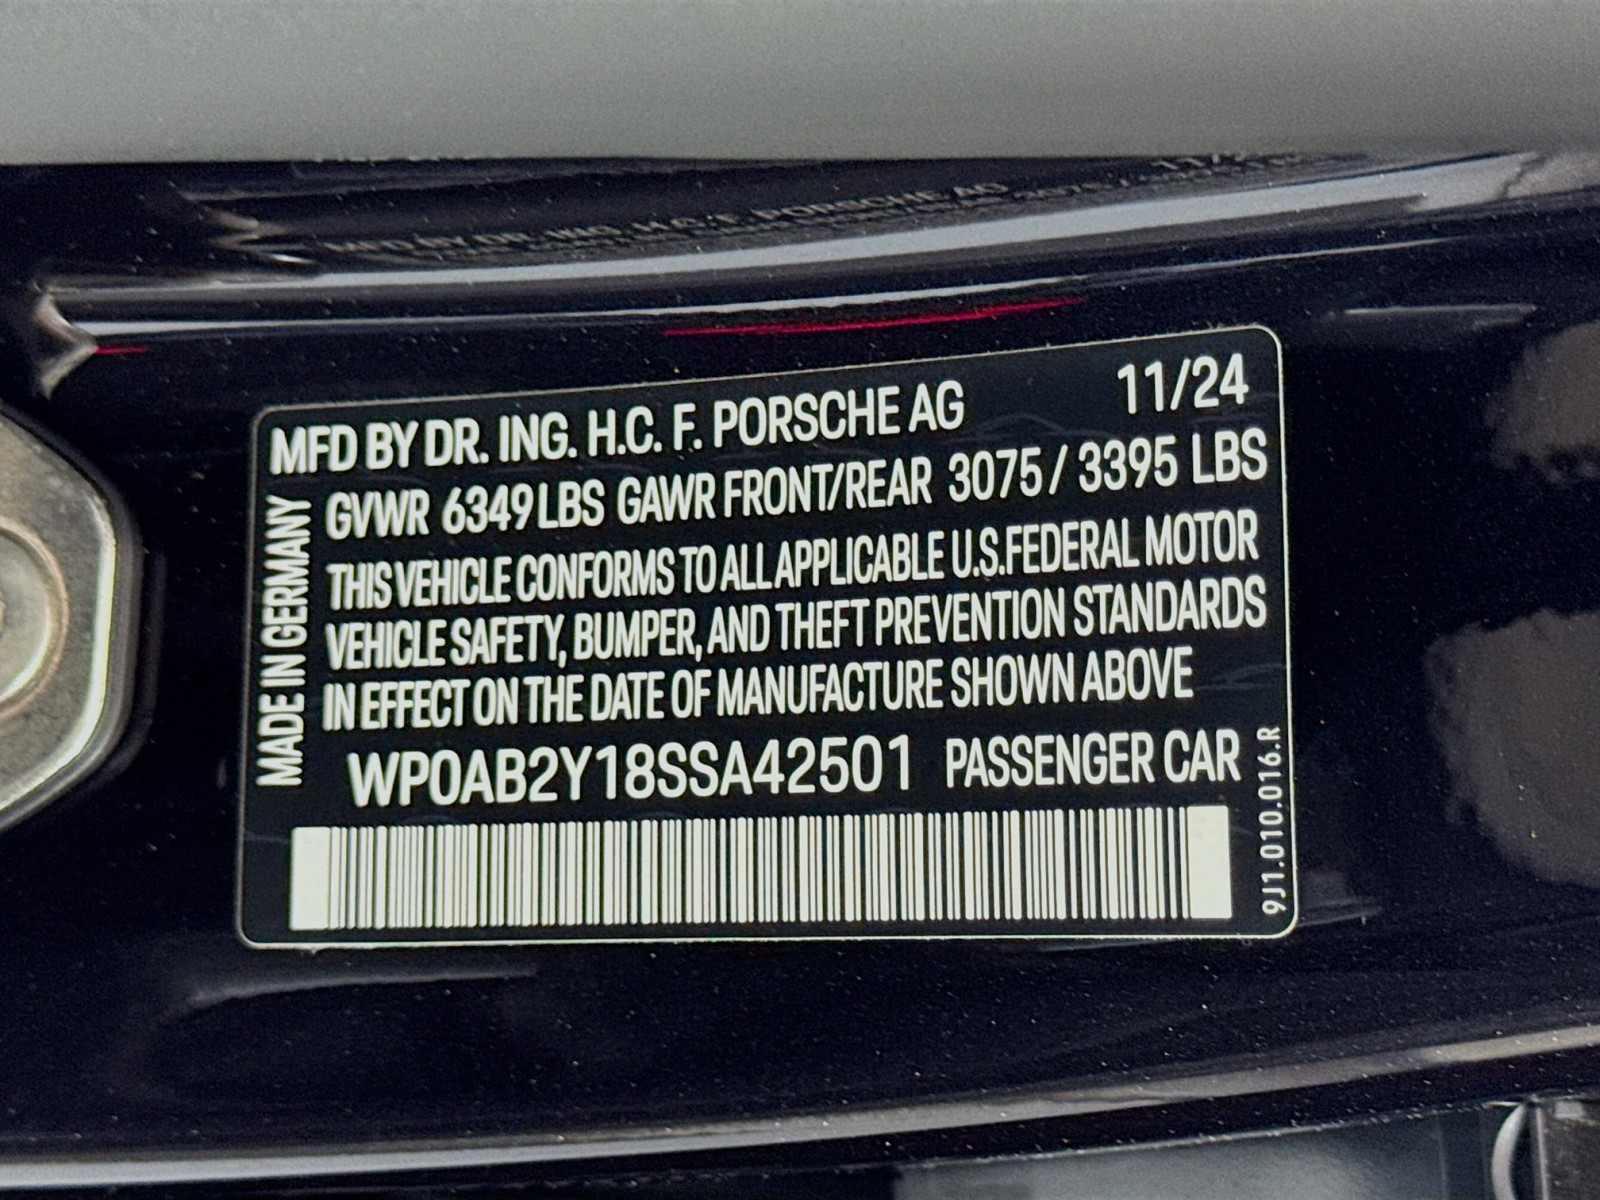 MFD BY DR. ING. H.C. F. PORSCHE AG 11/24
GVWR 6349 LBS GAWR FRONT/REAR 3075 / 3395 LBS
THIS VEHICLE CONFORMS TO ALL APPLICABLE U.S.FEDERAL MOTOR
VEHICLE SAFETY, BUMPER, AND THEFT PREVENTION STANDARDS
IN EFFECT ON THE DATE OF MANUFACTURE SHOWN ABOVE
WP0AB2Y18SSA42501 PASSENGER CAR
MADE IN GERMANY
9J1.010.016.R